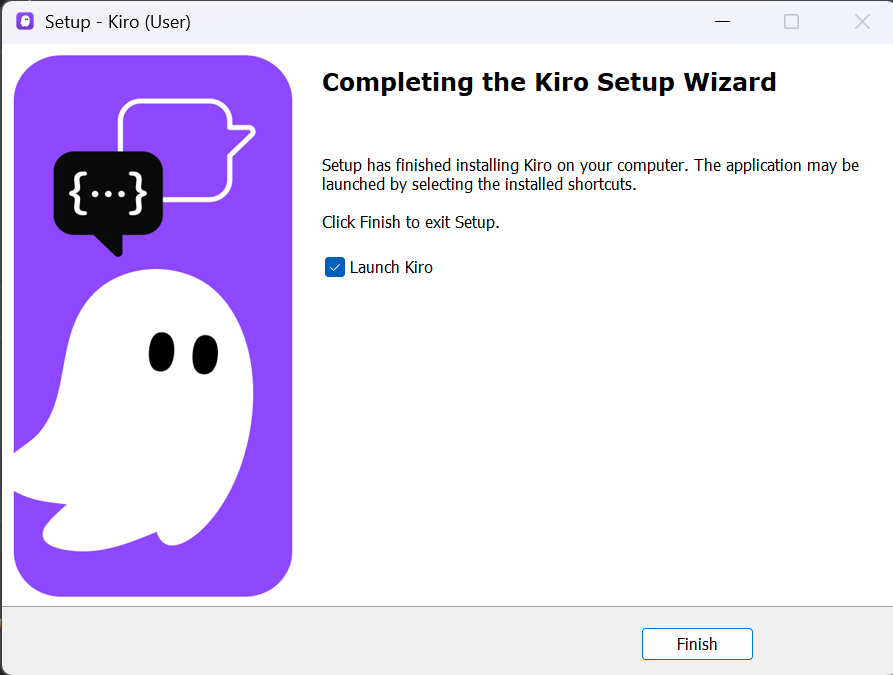 Setup - Kiro (User)
{···}
Completing the Kiro Setup Wizard
Setup has finished installing Kiro on your computer. The application may be
launched by selecting the installed shortcuts.
Click Finish to exit Setup.
Launch Kiro
Finish